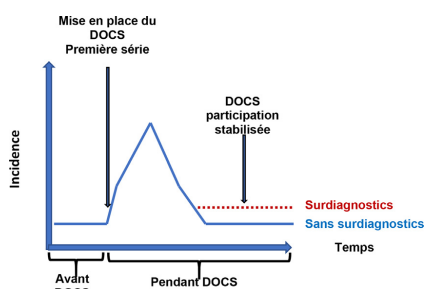 Mise en place du
DOCS
Première série
DOCS
participation
stabilisée
Incidence
Surdiagnostics
Sans surdiagnostics
Temps
Avant
Pendant DOCS